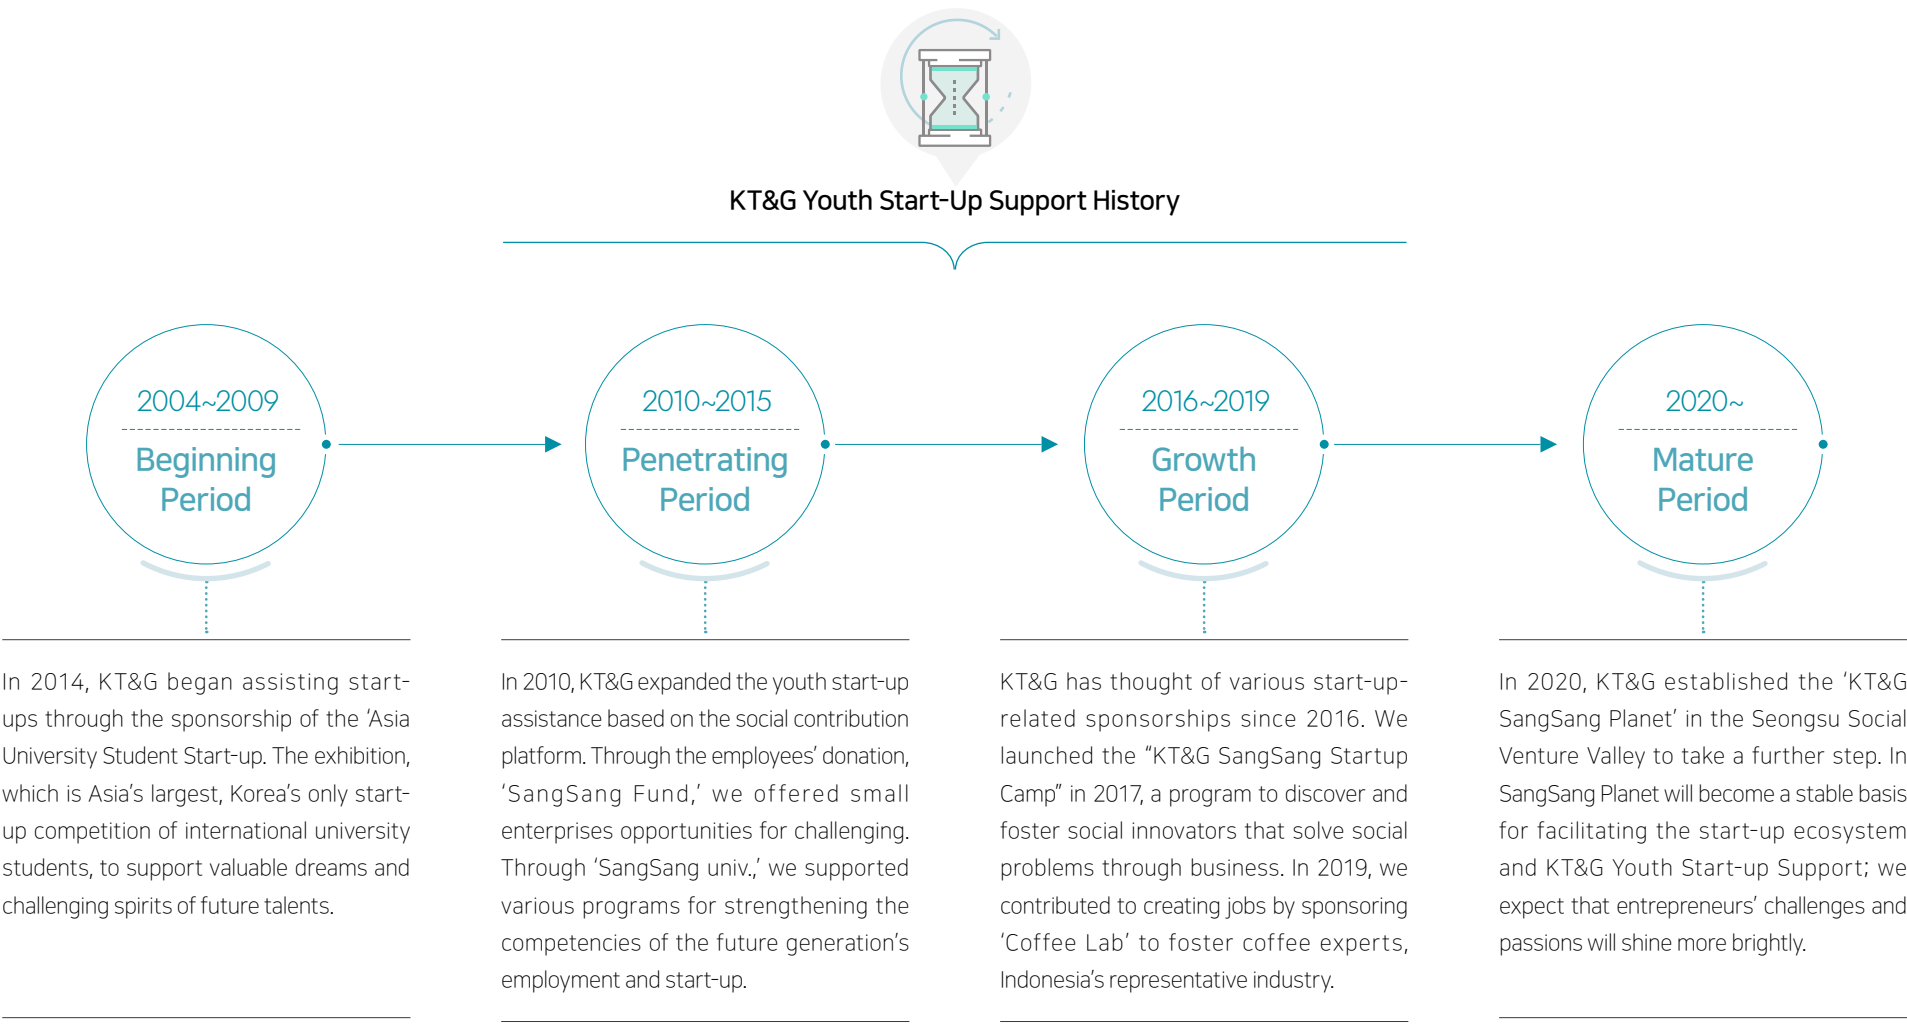 KT&G Youth Start-Up Support History
2004~2009
Beginning
Period
2010~2015
Penetrating
Period
2016~2019
Growth
Period
2020~
Mature
Period
In 2014, KT&G began assisting start-
ups through the sponsorship of the ‘Asia
University Student Start-up. The exhibition,
which is Asia’s largest, Korea’s only start-
up competition of international university
students, to support valuable dreams and
challenging spirits of future talents.
In 2010, KT&G expanded the youth start-up
assistance based on the social contribution
platform. Through the employees’ donation,
‘SangSang Fund,’ we offered small
enterprises opportunities for challenging.
Through ‘SangSang univ.,’ we supported
various programs for strengthening the
competencies of the future generation’s
employment and start-up.
KT&G has thought of various start-up-
related sponsorships since 2016. We
launched the “KT&G SangSang Startup
Camp” in 2017, a program to discover and
foster social innovators that solve social
problems through business. In 2019, we
contributed to creating jobs by sponsoring
‘Coffee Lab’ to foster coffee experts,
Indonesia’s representative industry.
In 2020, KT&G established the ‘KT&G
SangSang Planet’ in the Seongsu Social
Venture Valley to take a further step. In
SangSang Planet will become a stable basis
for facilitating the start-up ecosystem
and KT&G Youth Start-up Support; we
expect that entrepreneurs’ challenges and
passions will shine more brightly.